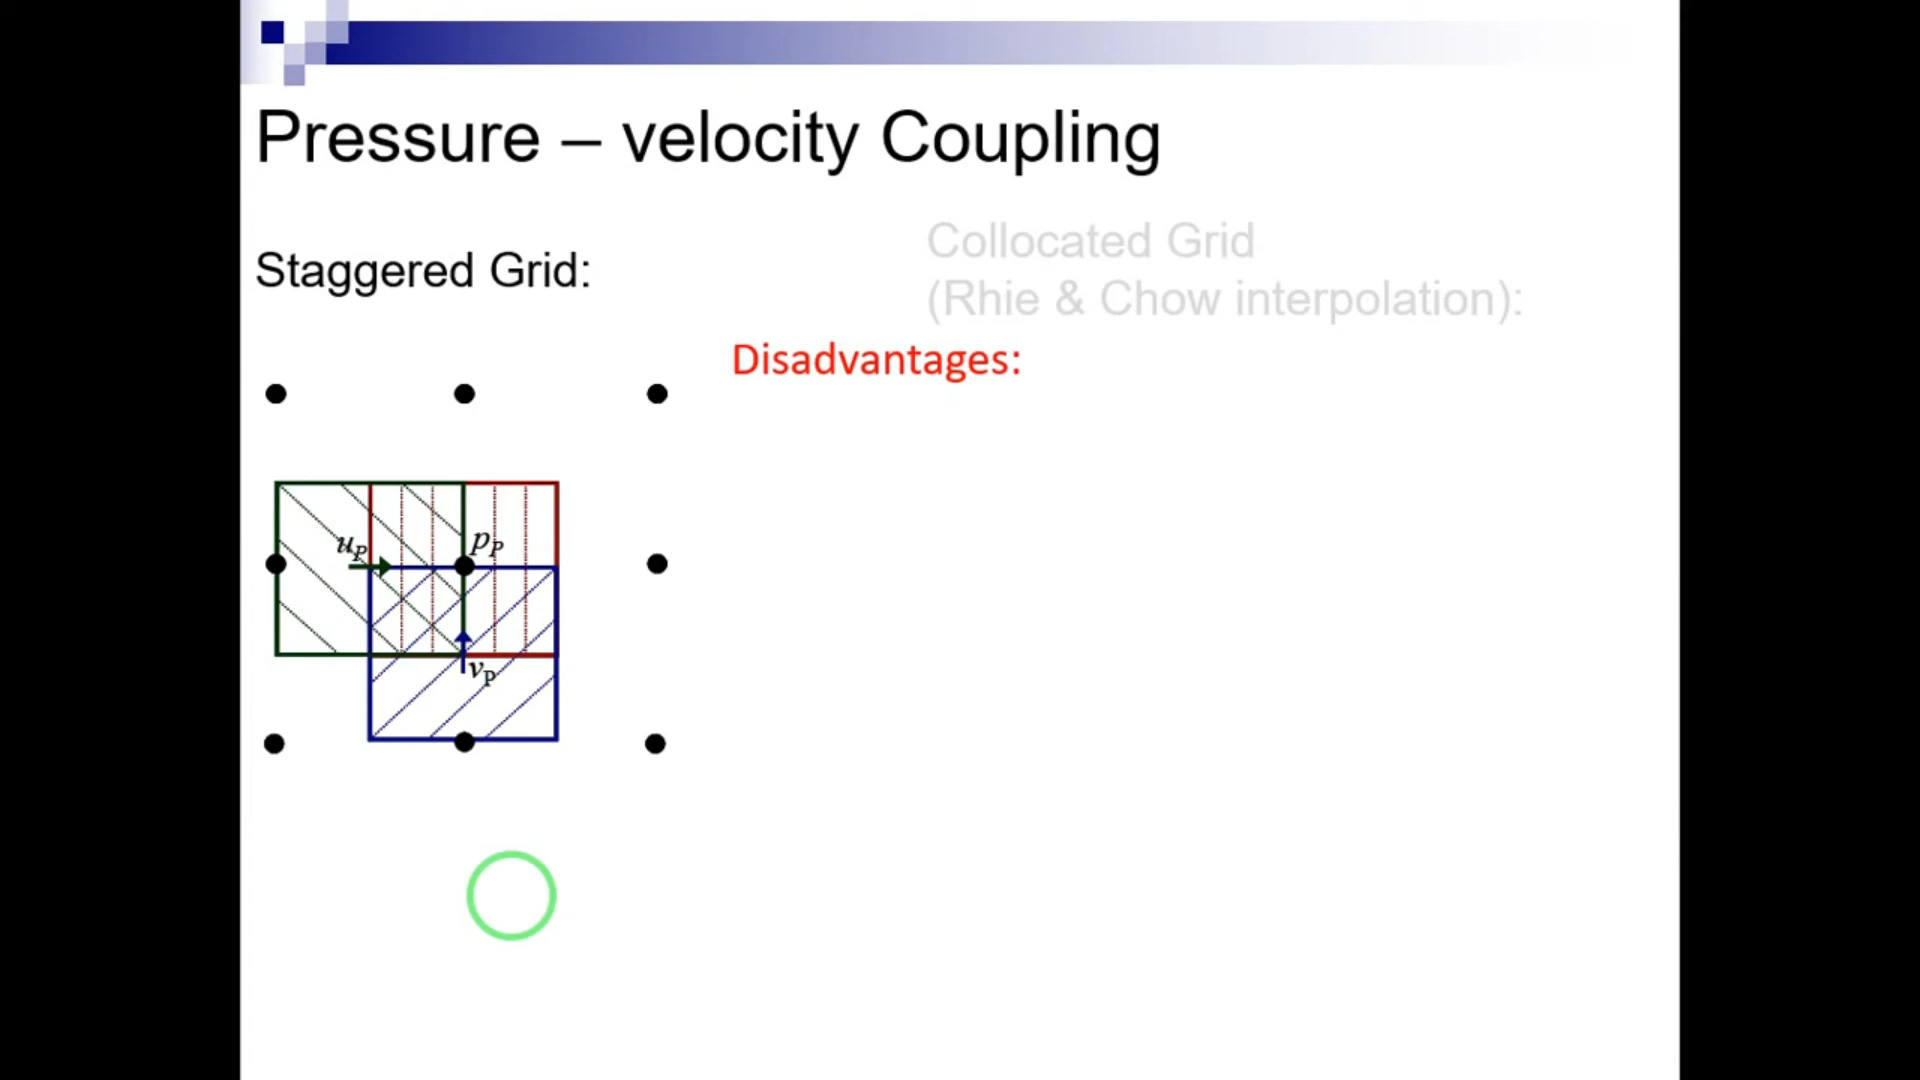 Pressure – velocity Coupling
Staggered Grid:
Collocated Grid
(Rhie & Chow interpolation):
Disadvantages:
uP
pP
vP